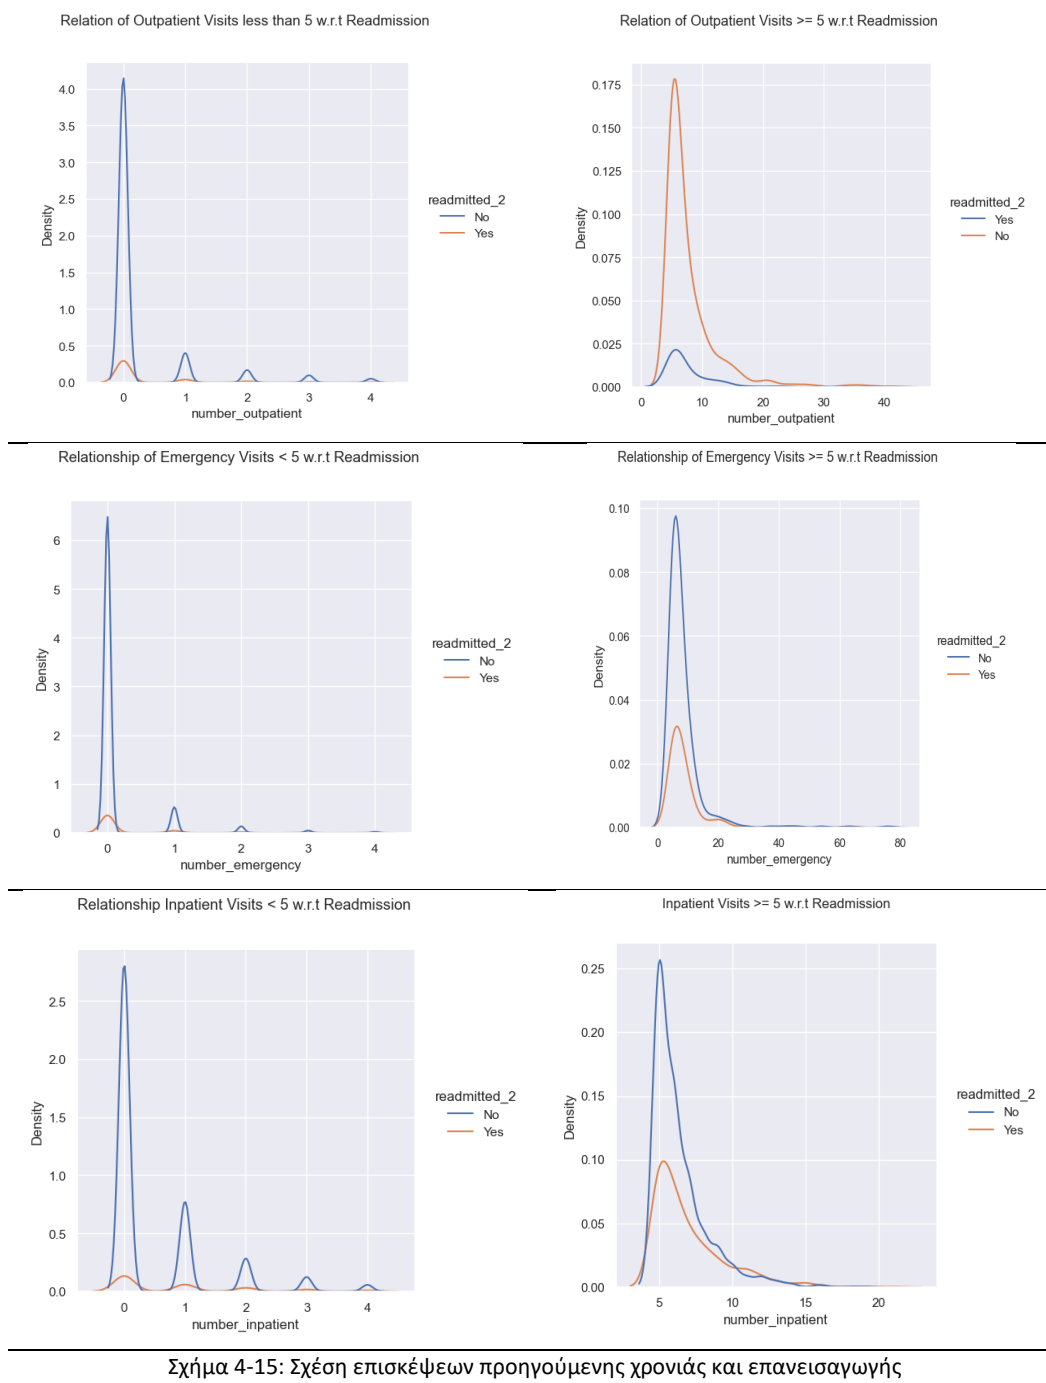 Relation of Outpatient Visits less than 5 w.r.t Readmission
4.0
3.5
3.0
2.5
2.0
1.5
1.0
0.5
0.0
Density
0 1 2 3 4
number_outpatient
readmitted_2
No
Yes
Relation of Outpatient Visits >= 5 w.r.t Readmission
0.175
0.150
0.125
0.100
0.075
0.050
0.025
0.000
Density
0 10 20 30 40
number_outpatient
readmitted_2
Yes
No
Relationship of Emergency Visits < 5 w.r.t Readmission
6
5
4
3
2
1
0
Density
0 1 2 3 4
number_emergency
readmitted_2
No
Yes
Relationship of Emergency Visits >= 5 w.r.t Readmission
0.10
0.08
0.06
0.04
0.02
0.00
Density
0 20 40 60 80
number_emergency
readmitted_2
No
Yes
Relationship Inpatient Visits < 5 w.r.t Readmission
2.5
2.0
1.5
1.0
0.5
0.0
Density
0 1 2 3 4
number_inpatient
readmitted_2
No
Yes
Inpatient Visits >= 5 w.r.t Readmission
0.25
0.20
0.15
0.10
0.05
0.00
Density
5 10 15 20
number_inpatient
readmitted_2
No
Yes
Σχήμα 4-15: Σχέση επισκέψεων προηγούμενης χρονιάς και επανεισαγωγής